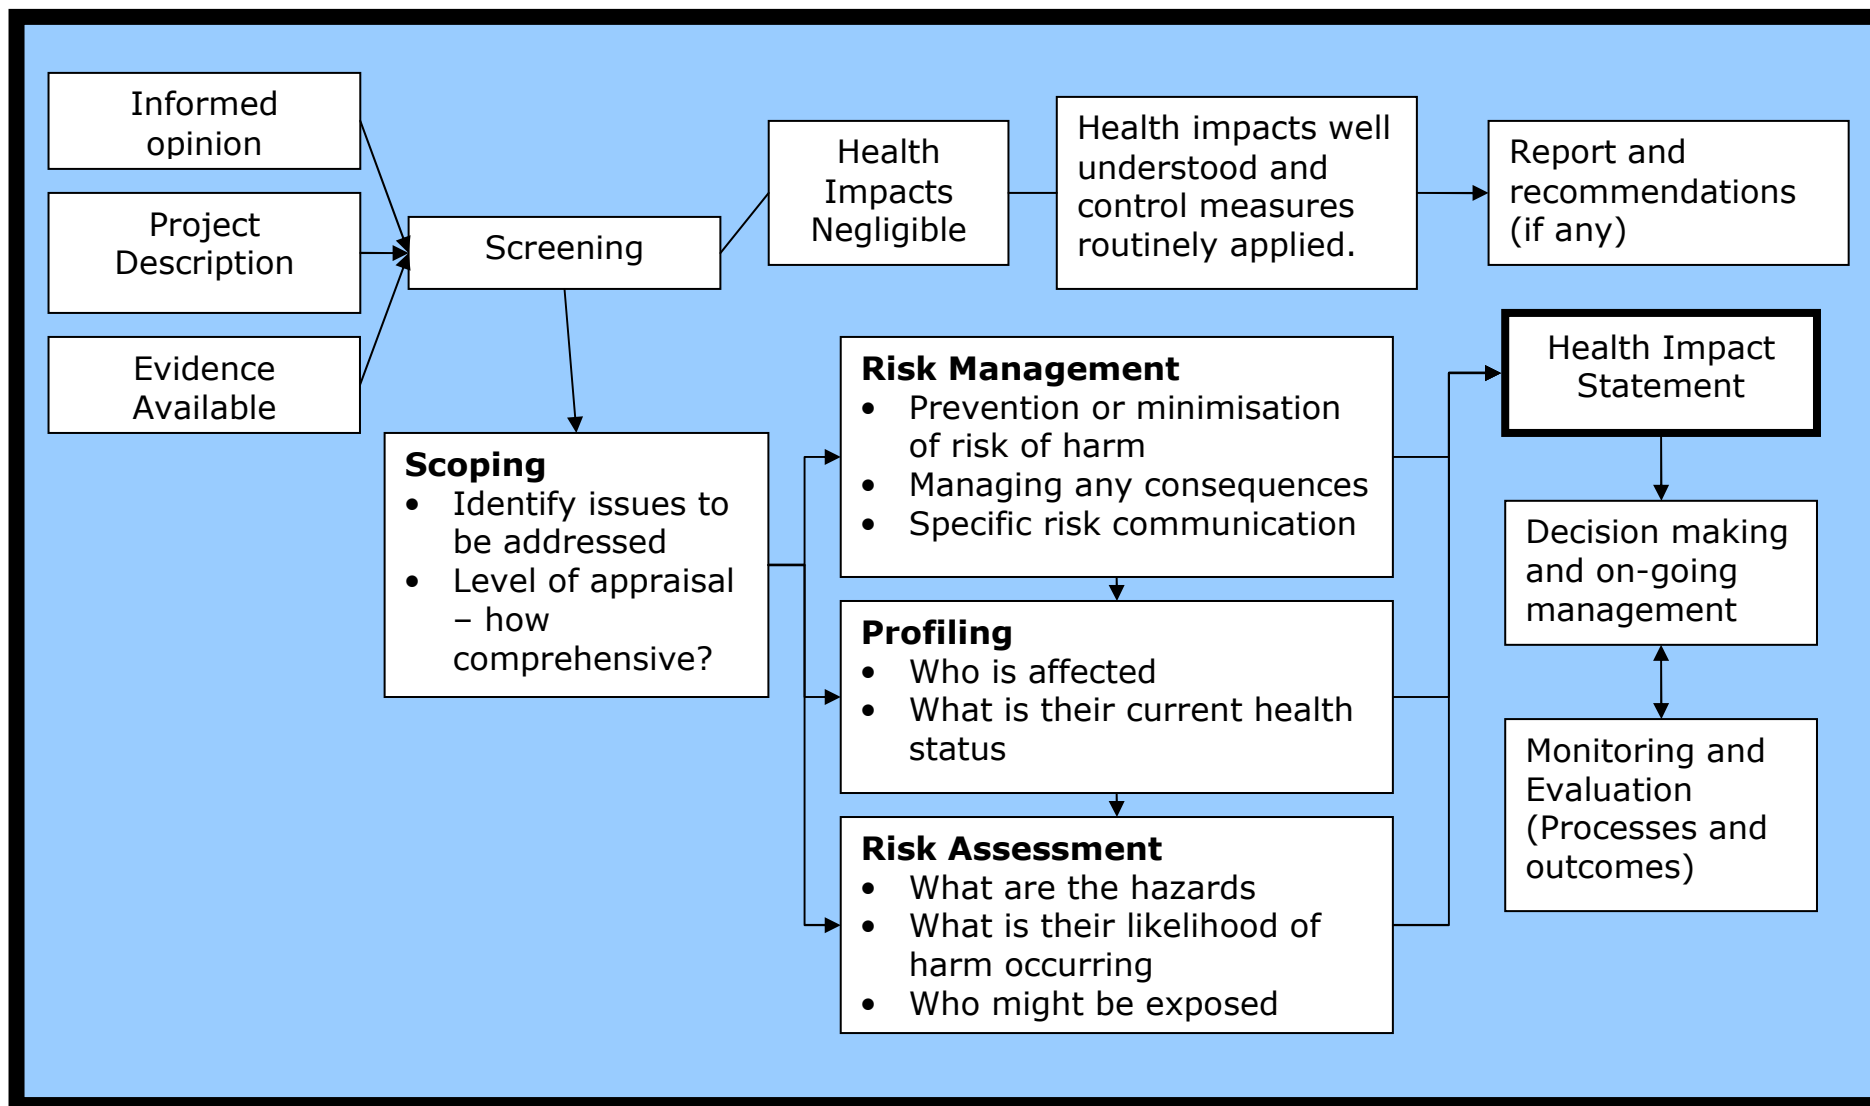 Informed
opinion
Project
Description
Evidence
Available
Screening
Health
Impacts
Negligible
Health impacts well
understood and
control measures
routinely applied.
Report and
recommendations
(if any)
Scoping
• Identify issues to
be addressed
• Level of appraisal
– how
comprehensive?
Risk Management
• Prevention or minimisation
of risk of harm
• Managing any consequences
• Specific risk communication
Profiling
• Who is affected
• What is their current health
status
Risk Assessment
• What are the hazards
• What is their likelihood of
harm occurring
• Who might be exposed
Health Impact
Statement
Decision making
and on-going
management
Monitoring and
Evaluation
(Processes and
outcomes)